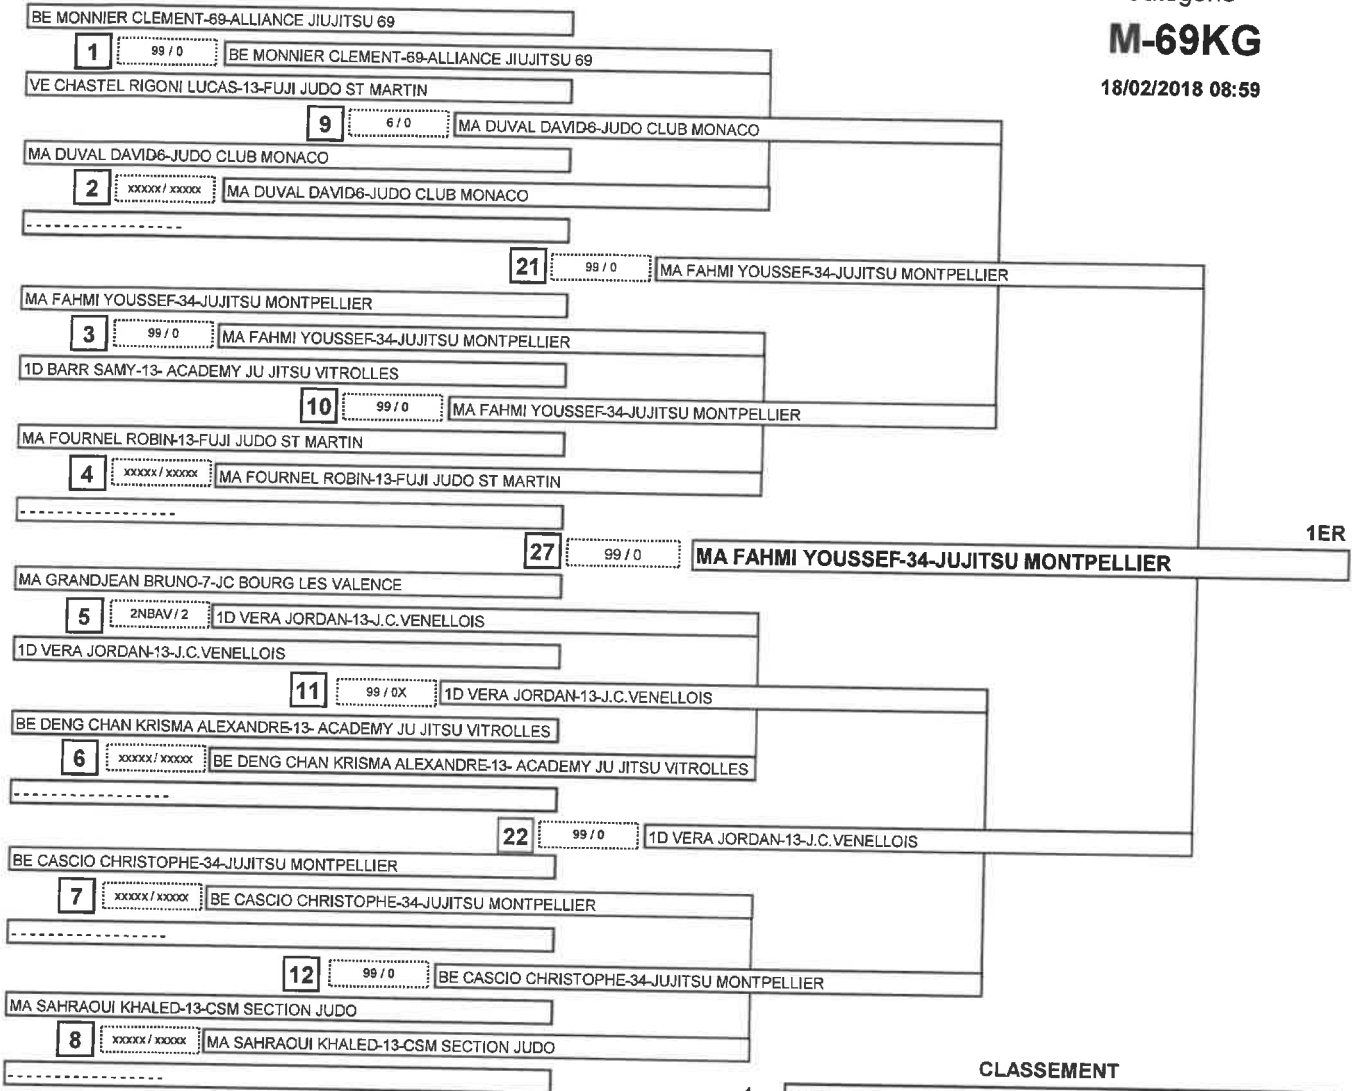 M-69KG
18/02/2018 08:59
BE MONNIER CLEMENT-69-ALLIANCE JIUJITSU 69
1 99 / 0 BE MONNIER CLEMENT-69-ALLIANCE JIUJITSU 69
VE CHASTEL RIGONI LUCAS-13-FUJI JUDO ST MARTIN
9 6 / 0 MA DUVAL DAVID6-JUDO CLUB MONACO
MA DUVAL DAVID6-JUDO CLUB MONACO
2 xxxxx / xxxxx MA DUVAL DAVID6-JUDO CLUB MONACO
-----------------
21 99 / 0 MA FAHMI YOUSSEF-34-JUJITSU MONTPELLIER
MA FAHMI YOUSSEF-34-JUJITSU MONTPELLIER
3 99 / 0 MA FAHMI YOUSSEF-34-JUJITSU MONTPELLIER
1D BARR SAMY-13- ACADEMY JU JITSU VITROLLES
10 99 / 0 MA FAHMI YOUSSEF-34-JUJITSU MONTPELLIER
MA FOURNEL ROBIN-13-FUJI JUDO ST MARTIN
4 xxxxx / xxxxx MA FOURNEL ROBIN-13-FUJI JUDO ST MARTIN
-----------------
1ER
27 99 / 0 MA FAHMI YOUSSEF-34-JUJITSU MONTPELLIER
MA GRANDJEAN BRUNO-7-JC BOURG LES VALENCE
5 2NBAV / 2 1D VERA JORDAN-13-J.C.VENELLOIS
1D VERA JORDAN-13-J.C.VENELLOIS
11 99 / 0X 1D VERA JORDAN-13-J.C.VENELLOIS
BE DENG CHAN KRISMA ALEXANDRE-13- ACADEMY JU JITSU VITROLLES
6 xxxxx / xxxxx BE DENG CHAN KRISMA ALEXANDRE-13- ACADEMY JU JITSU VITROLLES
-----------------
22 99 / 0 1D VERA JORDAN-13-J.C.VENELLOIS
BE CASCIO CHRISTOPHE-34-JUJITSU MONTPELLIER
7 xxxxx / xxxxx BE CASCIO CHRISTOPHE-34-JUJITSU MONTPELLIER
-----------------
12 99 / 0 BE CASCIO CHRISTOPHE-34-JUJITSU MONTPELLIER
MA SAHRAOUI KHALED-13-CSM SECTION JUDO
8 xxxxx / xxxxx MA SAHRAOUI KHALED-13-CSM SECTION JUDO
-----------------
CLASSEMENT